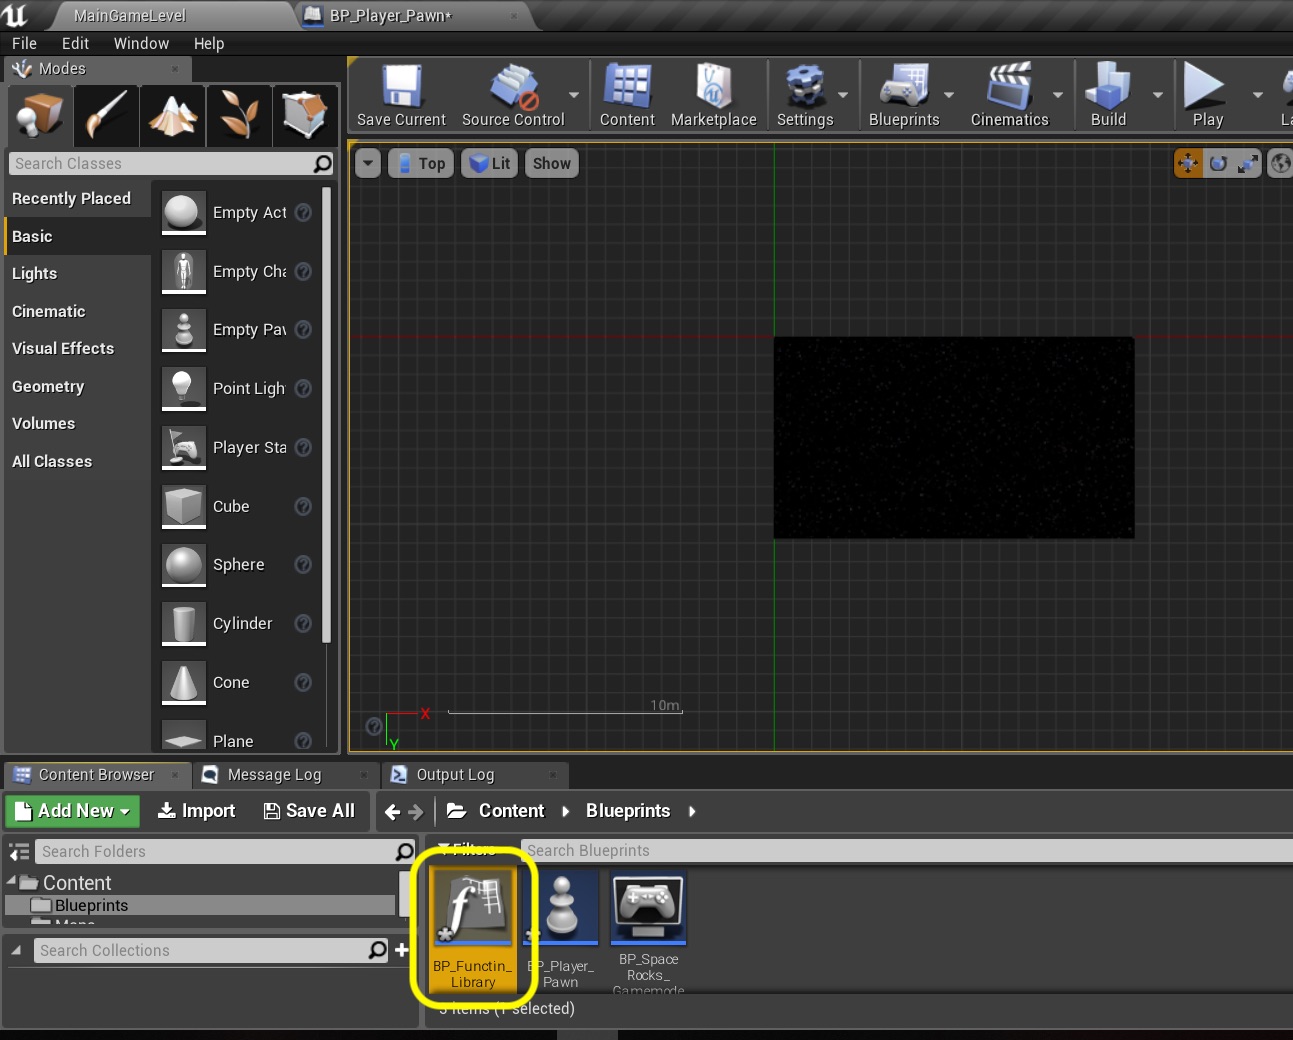 MainGameLevel
BP_Player_Pawn*
File Edit Window Help
Modes
Save Current Source Control Content Marketplace Settings Blueprints Cinematics Build Play
Search Classes
Top Lit Show
Recently Placed
Basic
Lights
Cinematic
Visual Effects
Geometry
Volumes
All Classes
Empty Act
Empty Cha
Empty Pav
Point Ligh
Player Sta
Cube
Sphere
Cylinder
Cone
Plane
10m
X
Y
Content Browser Message Log Output Log
Add New Import Save All Content Blueprints
Search Folders
Filters Search Blueprints
Content
Blueprints
Search Collections
BP_Functin_
Library
BP_Player_
Pawn
BP_Space
Rocks_
Gamemode
3 items (1 selected)